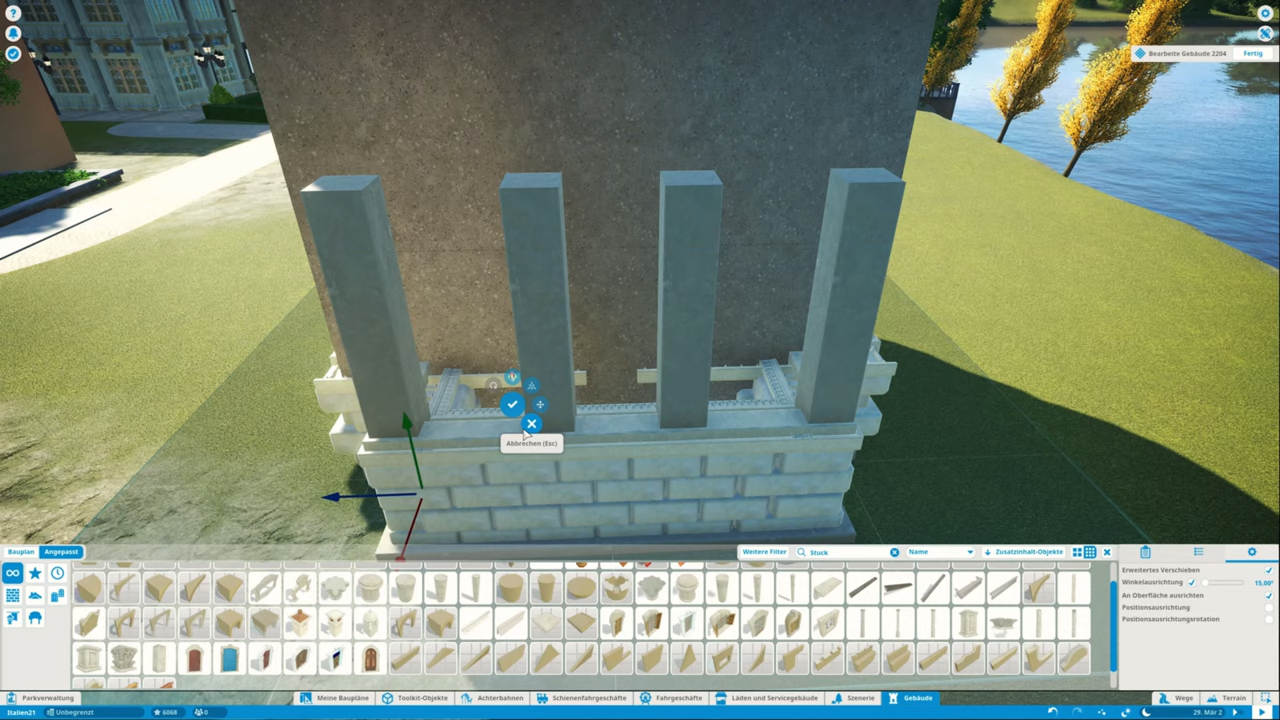 ?
Bearbeite Gebäude 2204
Fertig
Abbrechen (Esc)
Bauplan
Angepasst
Weitere Filter
Stuck
Name
Zusatzinhalt-Objekte
Erweitertes Verschieben
Winkelausrichtung
15.00°
An Oberfläche ausrichten
Positionsausrichtung
Positionsausrichtungsrotation
Parkverwaltung
Meine Baupläne
Toolkit-Objekte
Achterbahnen
Schienenfahrgeschäfte
Fahrgeschäfte
Läden und Servicegebäude
Szenerie
Gebäude
Wege
Terrain
Italien21
Unbegrenzt
6068
0
29. Mär 2